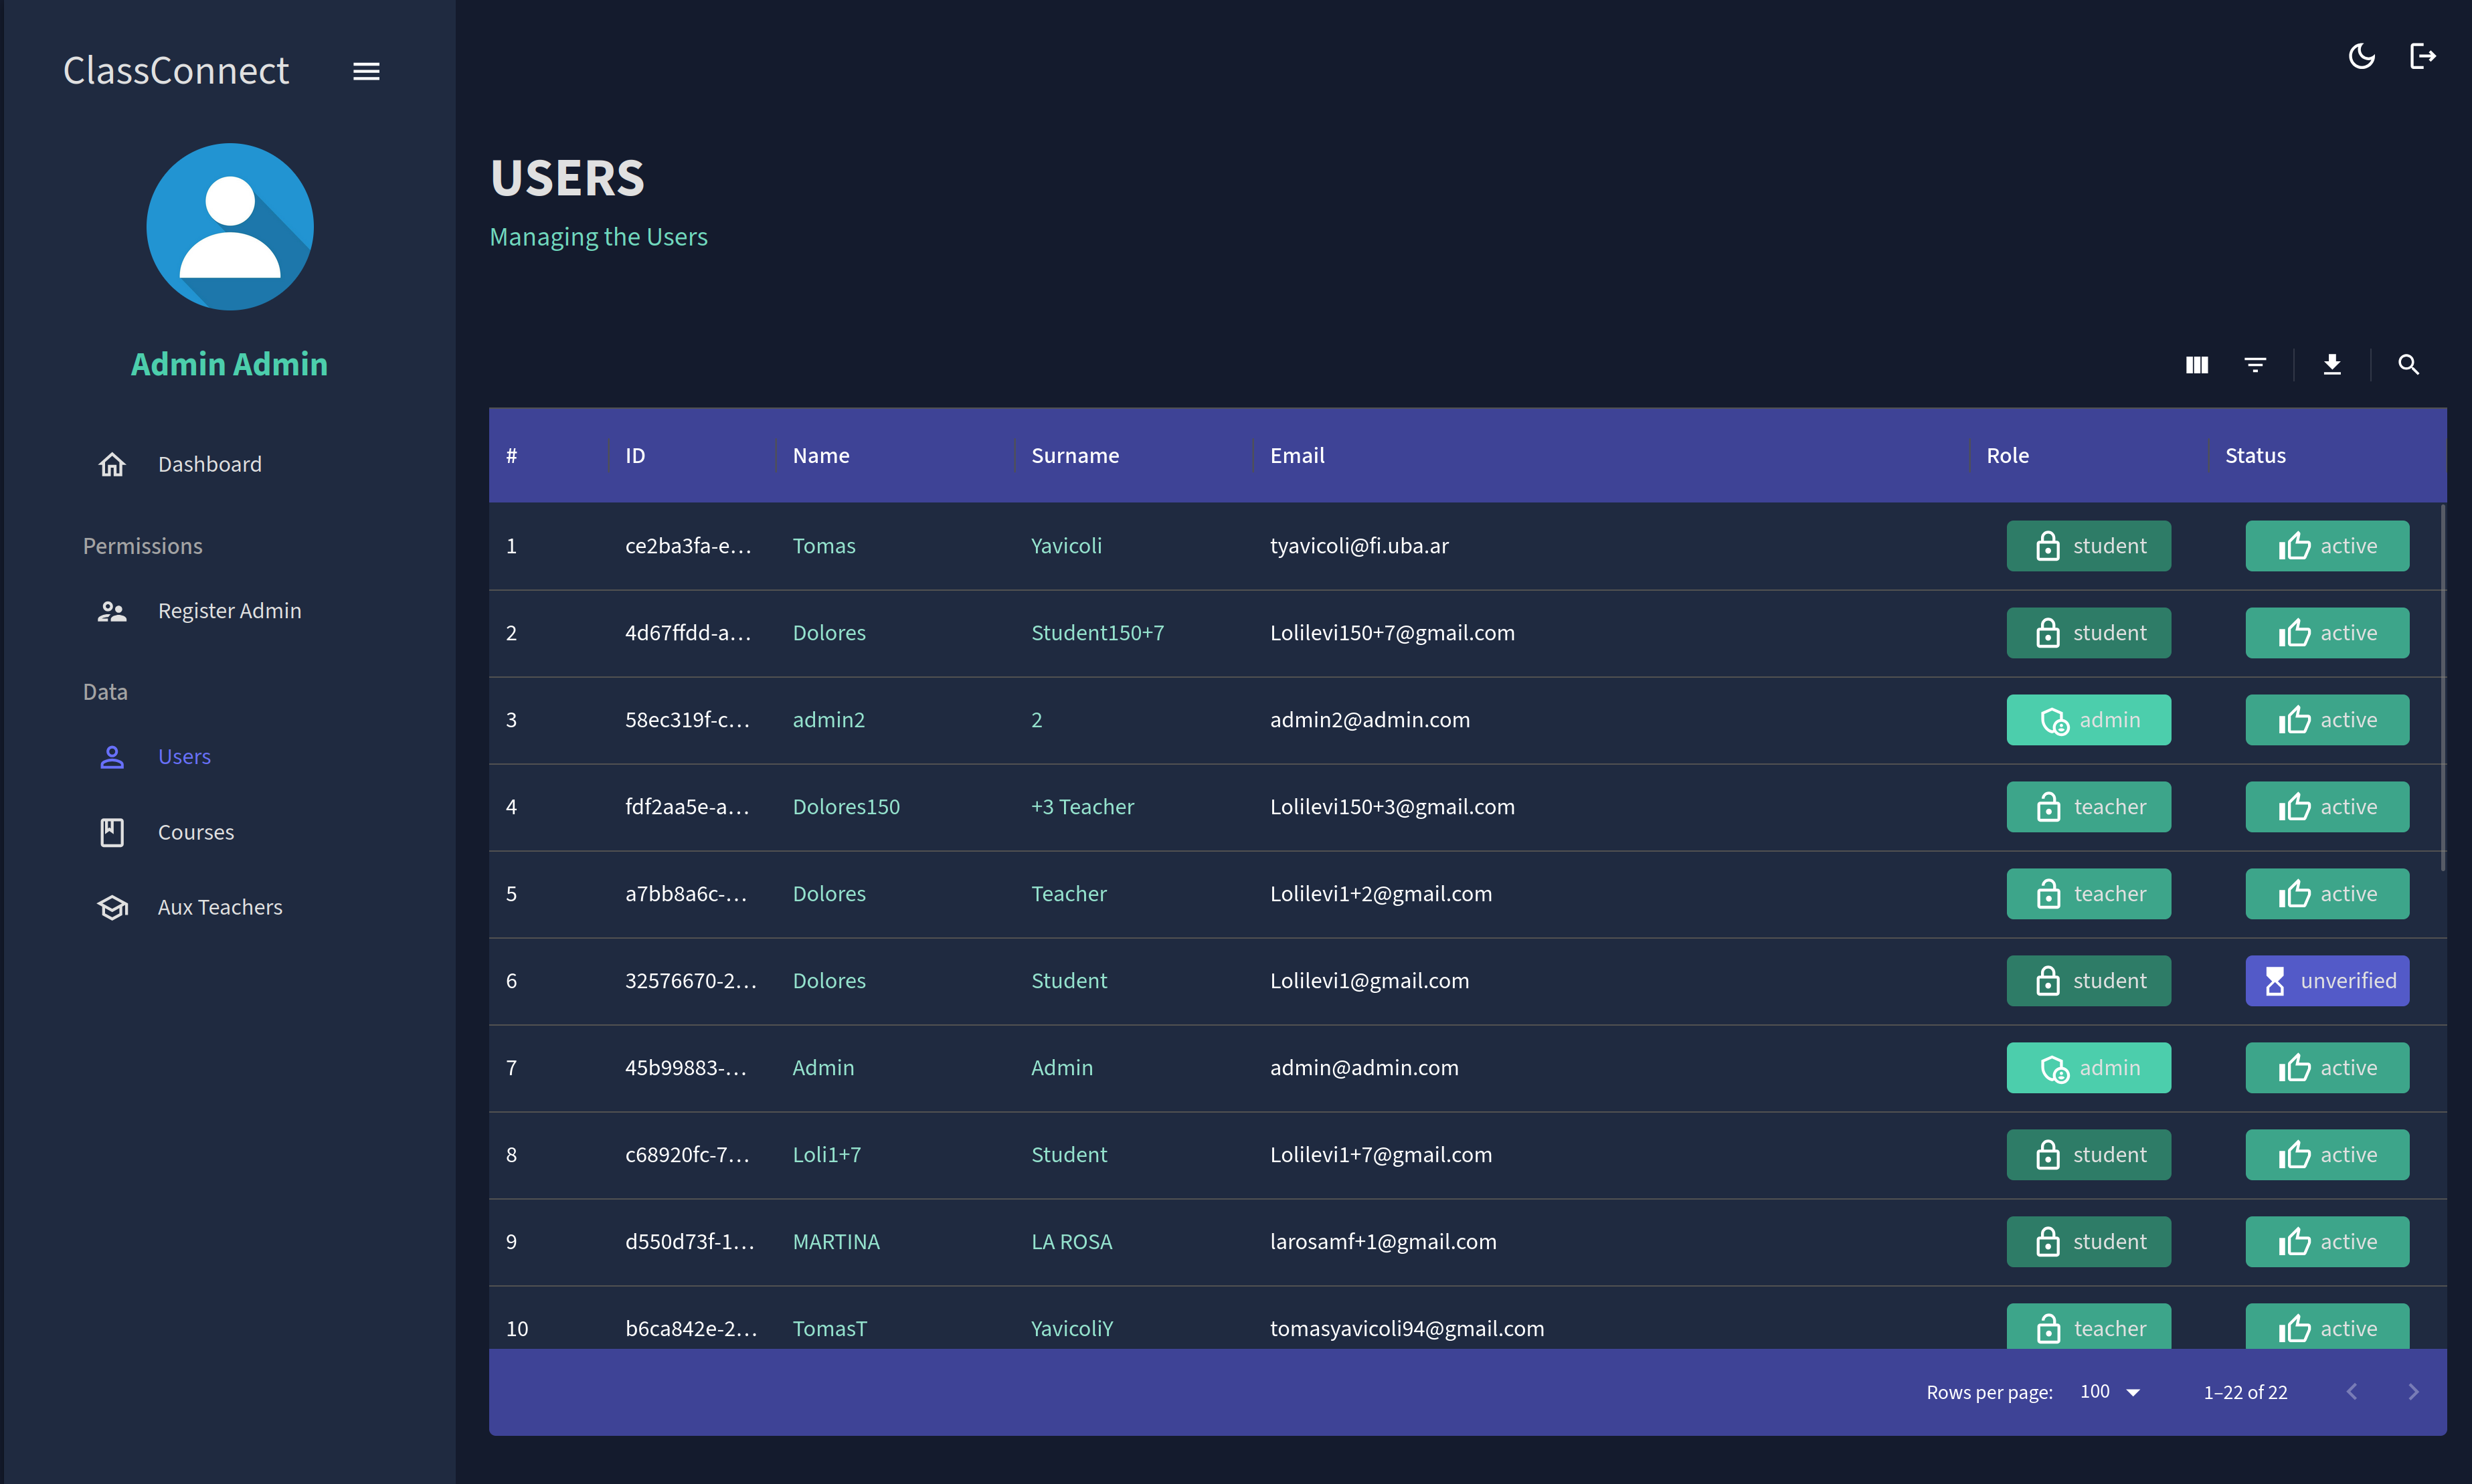 ClassConnect
Admin Admin
Dashboard
Permissions
Register Admin
Data
Users
Courses
Aux Teachers
USERS
Managing the Users
# ID Name Surname Email Role Status
1 ce2ba3fa-e... Tomas Yavicoli tyavicoli@fi.uba.ar student active
2 4d67ffdd-a... Dolores Student150+7 Lolilevi150+7@gmail.com student active
3 58ec319f-c... admin2 2 admin2@admin.com admin active
4 fdf2aa5e-a... Dolores150 +3 Teacher Lolilevi150+3@gmail.com teacher active
5 a7bb8a6c-... Dolores Teacher Lolilevi1+2@gmail.com teacher active
6 32576670-2... Dolores Student Lolilevi1@gmail.com student unverified
7 45b99883-... Admin Admin admin@admin.com admin active
8 c68920fc-7... Loli1+7 Student Lolilevi1+7@gmail.com student active
9 d550d73f-1... MARTINA LA ROSA larosamf+1@gmail.com student active
10 b6ca842e-2... TomasT YavicoliY tomasyavicoli94@gmail.com teacher active
Rows per page: 100 1–22 of 22